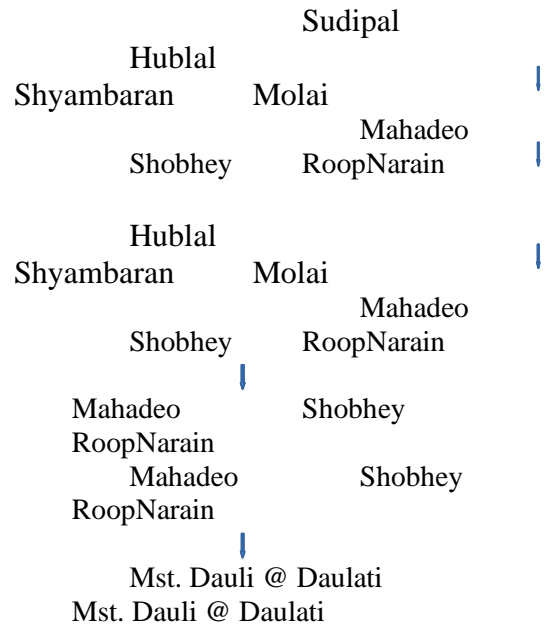 Sudipal
Hublal
Shyambaran Molai
Mahadeo
Shobhey RoopNarain
Hublal
Shyambaran Molai
Mahadeo
Shobhey RoopNarain
Mahadeo Shobhey
RoopNarain
Mahadeo Shobhey
RoopNarain
Mst. Dauli @ Daulati
Mst. Dauli @ Daulati